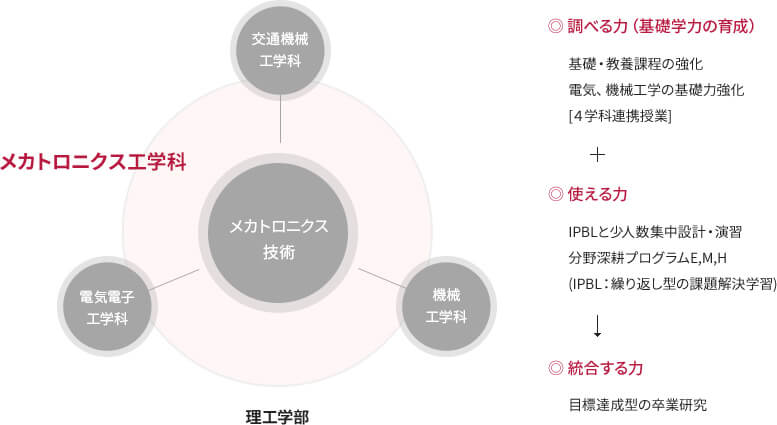 交通機械
工学科
メカトロニクス工学科
メカトロニクス
技術
電気電子
工学科
機械
工学科
理工学部
◎ 調べる力（基礎学力の育成）
基礎・教養課程の強化
電気、機械工学の基礎力強化
[４学科連携授業]
＋
◎ 使える力
IPBLと少人数集中設計・演習
分野深耕プログラムE,M,H
(IPBL：繰り返し型の課題解決学習)
↓
◎ 統合する力
目標達成型の卒業研究